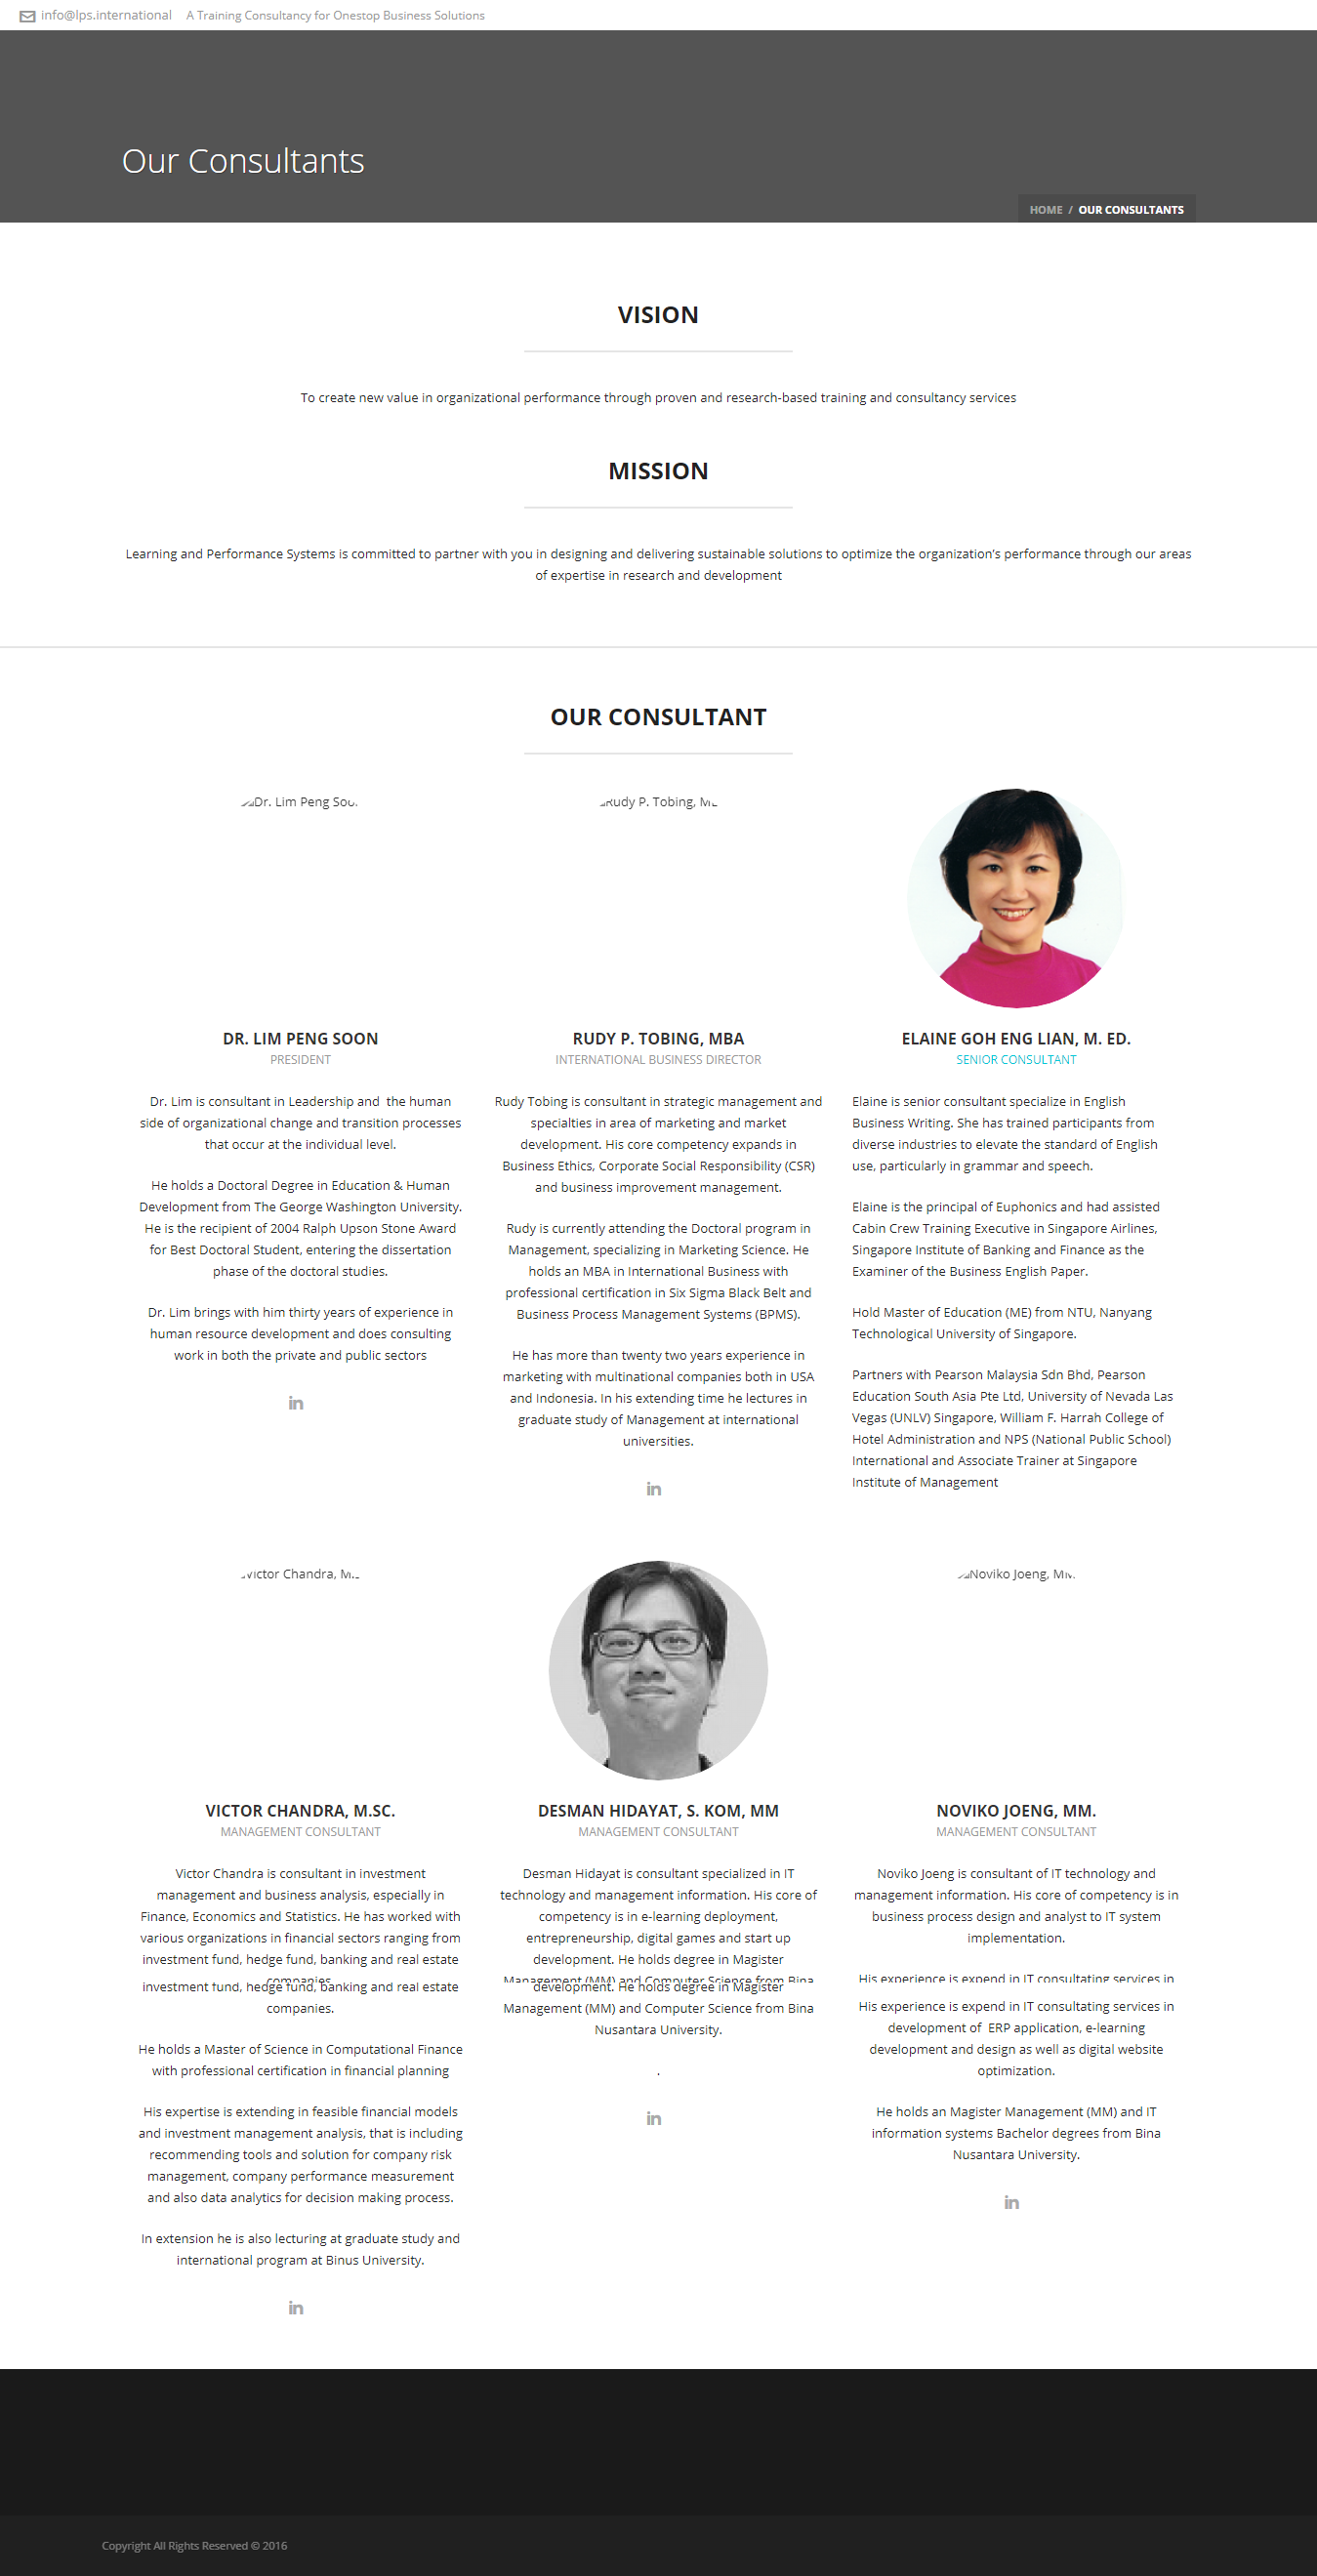 info@lps.international A Training Consultancy for Onestop Business Solutions
Our Consultants
HOME / OUR CONSULTANTS
VISION
To create new value in organizational performance through proven and research-based training and consultancy services
MISSION
Learning and Performance Systems is committed to partner with you in designing and delivering sustainable solutions to optimize the organization's performance through our areas
of expertise in research and development
OUR CONSULTANT
Dr. Lim Peng Soon
DR. LIM PENG SOON
PRESIDENT
Dr. Lim is consultant in Leadership and the human
side of organizational change and transition processes
that occur at the individual level.
He holds a Doctoral Degree in Education & Human
Development from The George Washington University.
He is the recipient of 2004 Ralph Upson Stone Award
for Best Doctoral Student, entering the dissertation
phase of the doctoral studies.
Dr. Lim brings with him thirty years of experience in
human resource development and does consulting
work in both the private and public sectors
in
Rudy P. Tobing,
RUDY P. TOBING, MBA
INTERNATIONAL BUSINESS DIRECTOR
Rudy Tobing is consultant in strategic management and
specialties in area of marketing and market
development. His core competency expands in
Business Ethics, Corporate Social Responsibility (CSR)
and business improvement management.
Rudy is currently attending the Doctoral program in
Management, specializing in Marketing Science. He
holds an MBA in International Business with
professional certification in Six Sigma Black Belt and
Business Process Management Systems (BPMS).
He has more than twenty two years experience in
marketing with multinational companies both in USA
and Indonesia. In his extending time he lectures in
graduate study of Management at international
universities.
in
ELAINE GOH ENG LIAN, M. ED.
SENIOR CONSULTANT
Elaine is senior consultant specialize in English
Business Writing. She has trained participants from
diverse industries to elevate the standard of English
use, particularly in grammar and speech.
Elaine is the principal of Euphonics and had assisted
Cabin Crew Training Executive in Singapore Airlines,
Singapore Institute of Banking and Finance as the
Examiner of the Business English Paper.
Hold Master of Education (ME) from NTU, Nanyang
Technological University of Singapore.
Partners with Pearson Malaysia Sdn Bhd, Pearson
Education South Asia Pte Ltd, University of Nevada Las
Vegas (UNLV) Singapore, William F. Harrah College of
Hotel Administration and NPS (National Public School)
International and Associate Trainer at Singapore
Institute of Management
Victor Chandra,
VICTOR CHANDRA, M.SC.
MANAGEMENT CONSULTANT
Victor Chandra is consultant in investment
management and business analysis, especially in
Finance, Economics and Statistics. He has worked with
various organizations in financial sectors ranging from
investment fund, hedge fund, banking and real estate
companies
investment fund, hedge fund, banking and real estate
companies.
He holds a Master of Science in Computational Finance
with professional certification in financial planning
His expertise is extending in feasible financial models
and investment management analysis, that is including
recommending tools and solution for company risk
management, company performance measurement
and also data analytics for decision making process.
In extension he is also lecturing at graduate study and
international program at Binus University.
in
DESMAN HIDAYAT, S. KOM, MM
MANAGEMENT CONSULTANT
Desman Hidayat is consultant specialized in IT
technology and management information. His core of
competency is in e-learning deployment,
entrepreneurship, digital games and start up
development. He holds degree in Magister
Management (MM) and Computer Science from Bina
development. He holds degree in Magister
Management (MM) and Computer Science from Bina
Nusantara University.
.
in
Noviko Joeng,
NOVIKO JOENG, MM.
MANAGEMENT CONSULTANT
Noviko Joeng is consultant of IT technology and
management information. His core of competency is in
business process design and analyst to IT system
implementation.
His experience is expend in IT consultating services in
His experience is expend in IT consultating services in
development of ERP application, e-learning
development and design as well as digital website
optimization.
He holds an Magister Management (MM) and IT
information systems Bachelor degrees from Bina
Nusantara University.
in
Copyright All Rights Reserved © 2016